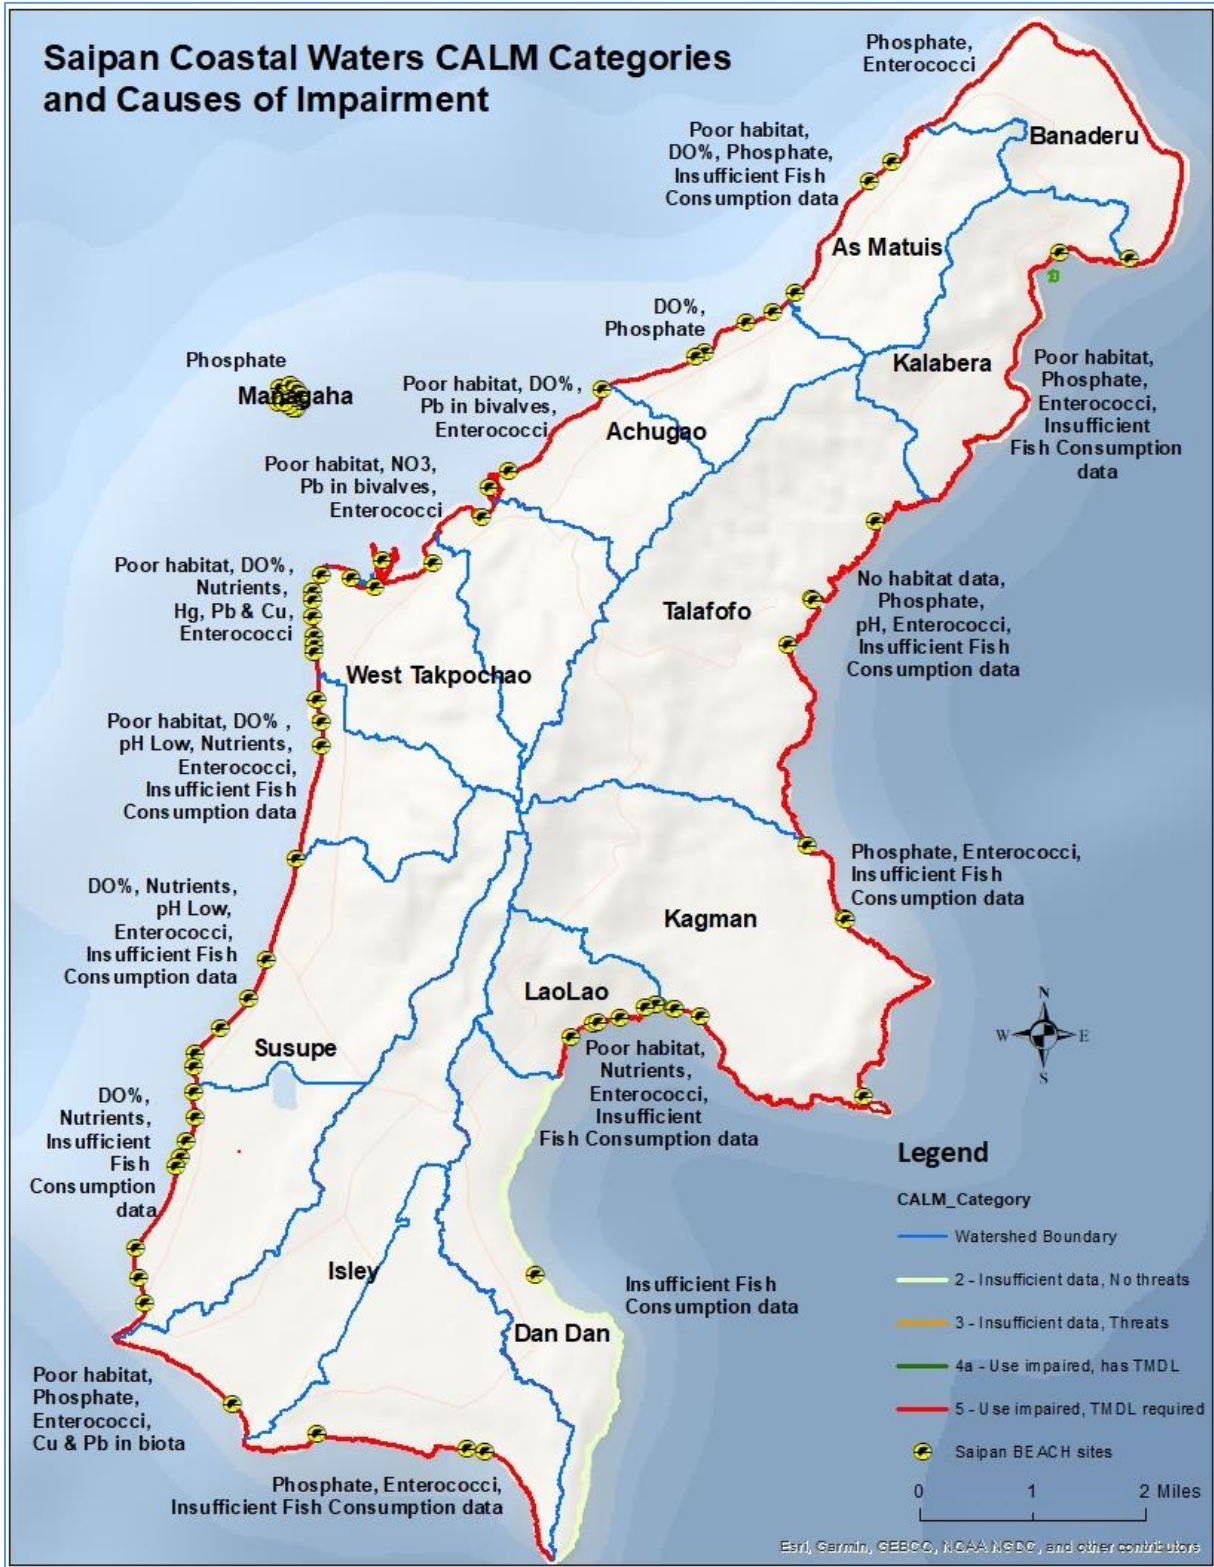 Saipan Coastal Waters CALM Categories
and Causes of Impairment
Phosphate,
Enterococci
Banaderu
Poor habitat,
DO%, Phosphate,
Insufficient Fish
Consumption data
As Matuis
DO%,
Phosphate
Kalabera
Poor habitat,
Phosphate,
Enterococci,
Insufficient
Fish Consumption
data
Phosphate
Mañagaha
Poor habitat, DO%,
Pb in bivalves,
Enterococci
Achugao
Poor habitat, NO3,
Pb in bivalves,
Enterococci
Poor habitat, DO%,
Nutrients,
Hg, Pb & Cu,
Enterococci
No habitat data,
Phosphate,
pH, Enterococci,
Insufficient Fish
Consumption data
Talafofo
West Takpochao
Poor habitat, DO% ,
pH Low, Nutrients,
Enterococci,
Insufficient Fish
Consumption data
Phosphate, Enterococci,
Insufficient Fish
Consumption data
DO%, Nutrients,
pH Low,
Enterococci,
Insufficient Fish
Consumption data
Kagman
LaoLao
Susupe
Poor habitat,
Nutrients,
Enterococci,
Insufficient
Fish Consumption data
N
W
E
S
DO%,
Nutrients,
Insufficient
Fish
Consumption
data
Isley
Insufficient Fish
Consumption data
Dan Dan
Poor habitat,
Phosphate,
Enterococci,
Cu & Pb in biota
Phosphate, Enterococci,
Insufficient Fish Consumption data
Legend
CALM_Category
Watershed Boundary
2 - Insufficient data, No threats
3 - Insufficient data, Threats
4a - Use impaired, has TMDL
5 - Use impaired, TMDL required
Saipan BEACH sites
0 1 2 Miles
Esri, Garmin, GEBCO, NOAA NGDC, and other contributors